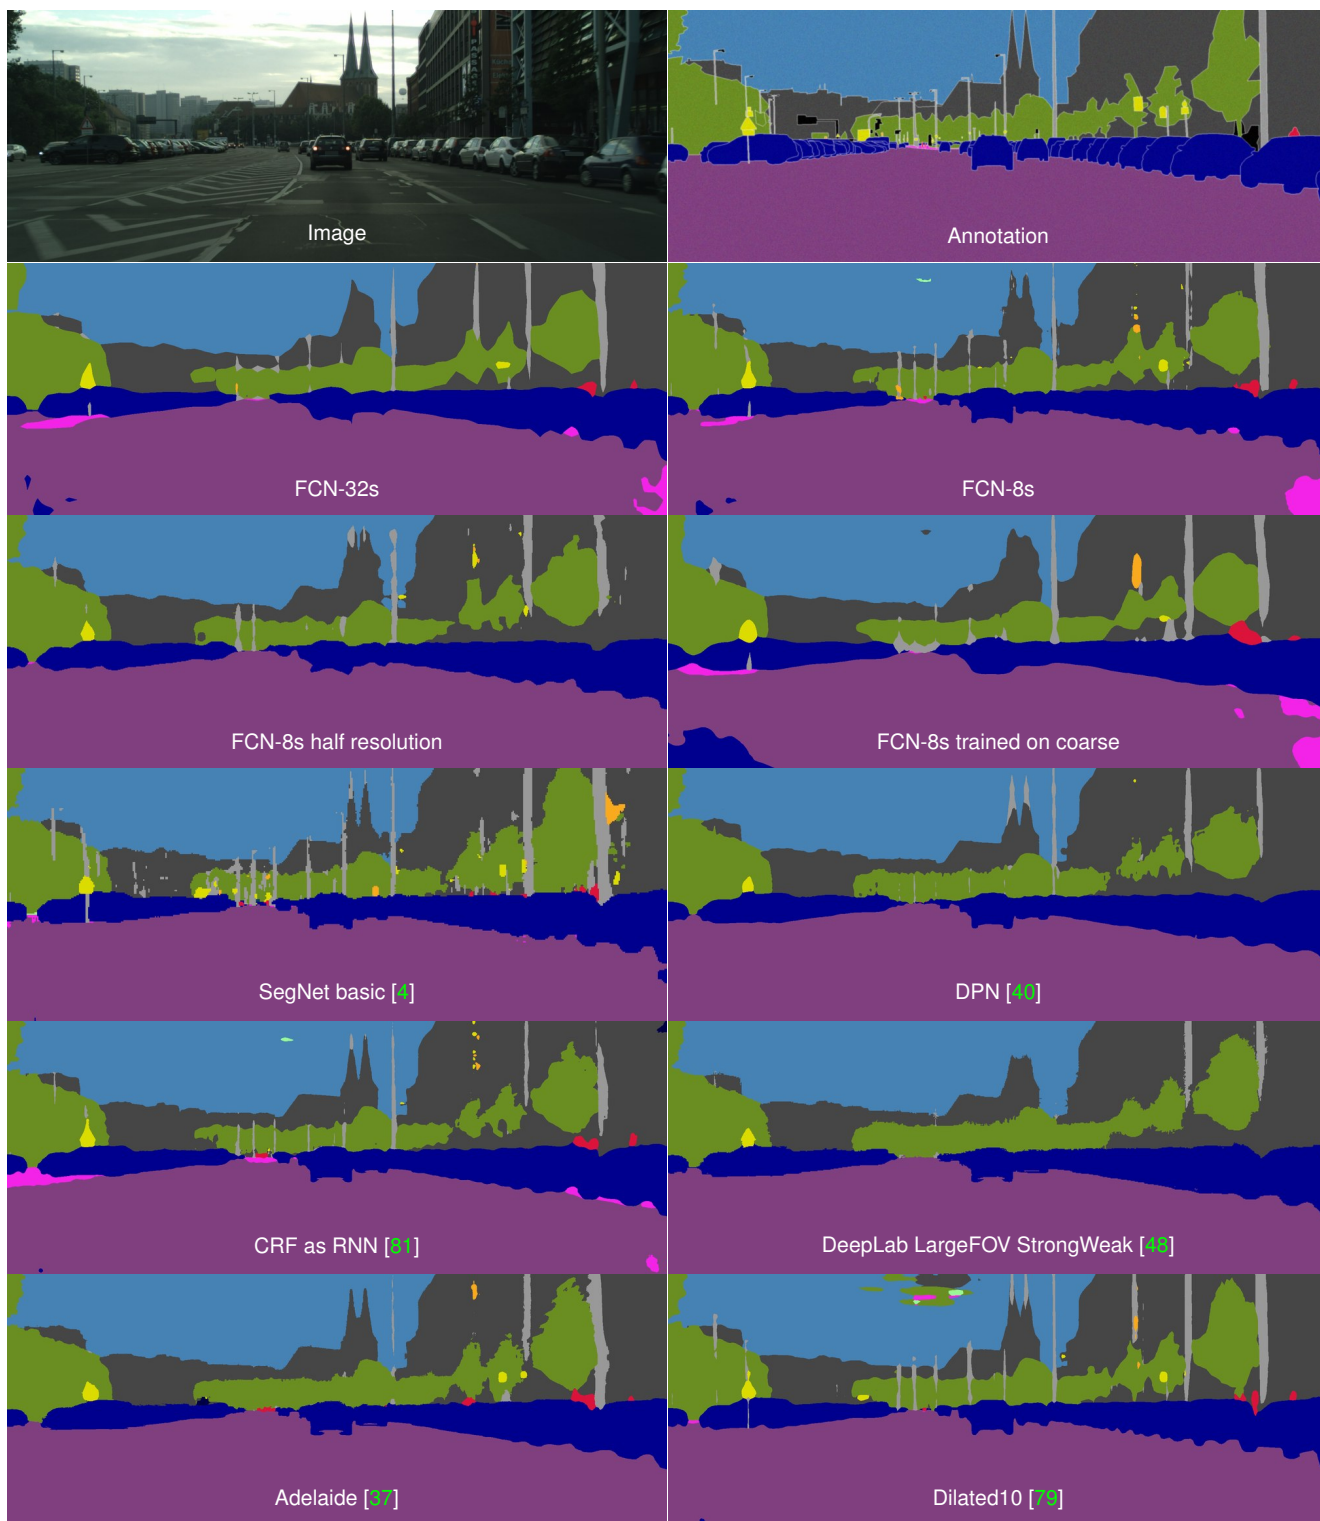 Image
Annotation
FCN-32s
FCN-8s
FCN-8s half resolution
FCN-8s trained on coarse
SegNet basic [4]
DPN [40]
CRF as RNN [81]
DeepLab LargeFOV StrongWeak [48]
Adelaide [37]
Dilated10 [79]